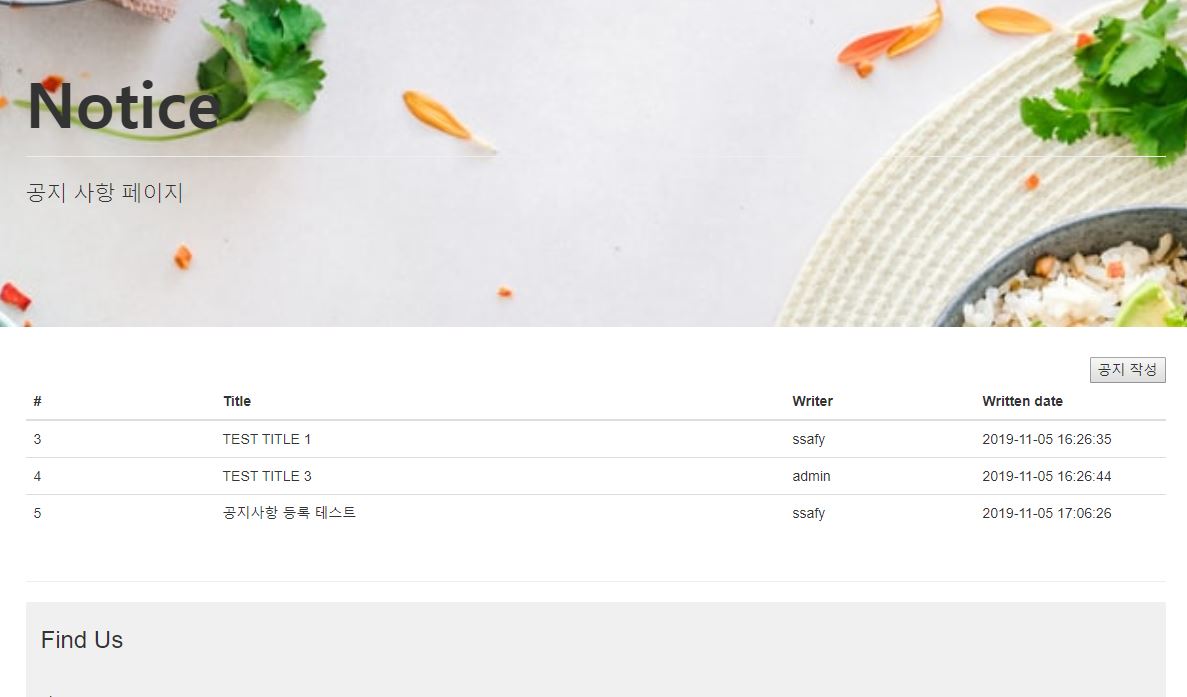 Notice
공지 사항 페이지
공지 작성
# Title Writer Written date
3 TEST TITLE 1 ssafy 2019-11-05 16:26:35
4 TEST TITLE 3 admin 2019-11-05 16:26:44
5 공지사항 등록 테스트 ssafy 2019-11-05 17:06:26
Find Us